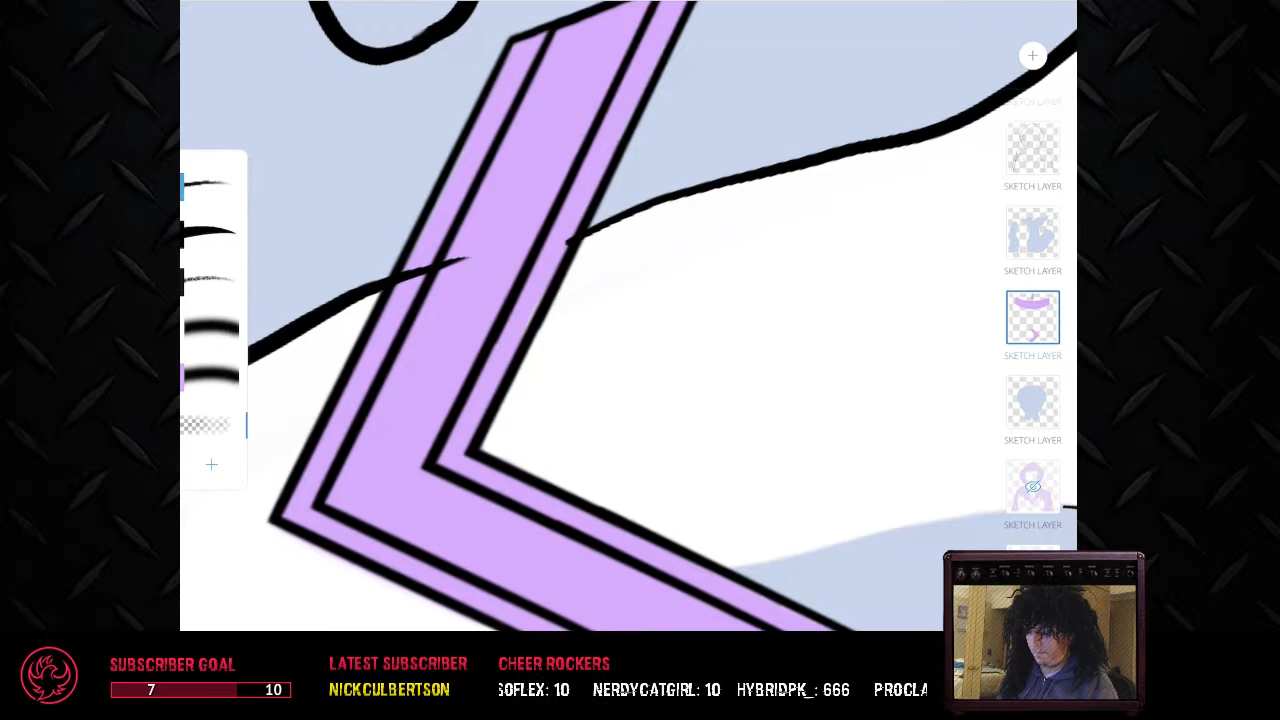 SKETCH LAYER
SKETCH LAYER
SKETCH LAYER
SKETCH LAYER
SKETCH LAYER
SKETCH LAYER
SUBSCRIBER GOAL
7 10
LATEST SUBSCRIBER
NICKCULBERTSON
CHEER ROCKERS
SOFLEX: 10 NERDYCATGIRL: 10 HYBRIDPK_: 666 PROCLA